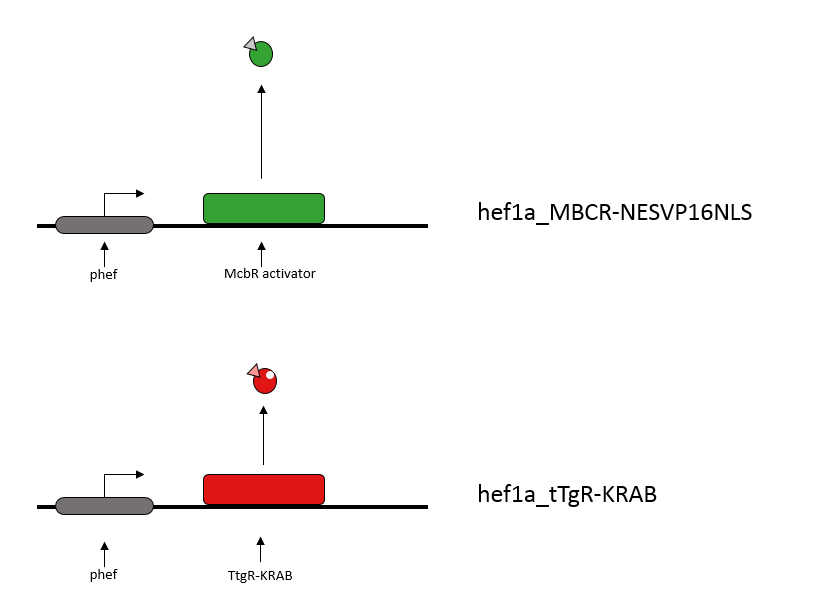 hef1a_MBCR-NESVP16NLS
phef
McbR activator
hef1a_tTgR-KRAB
phef
TtgR-KRAB